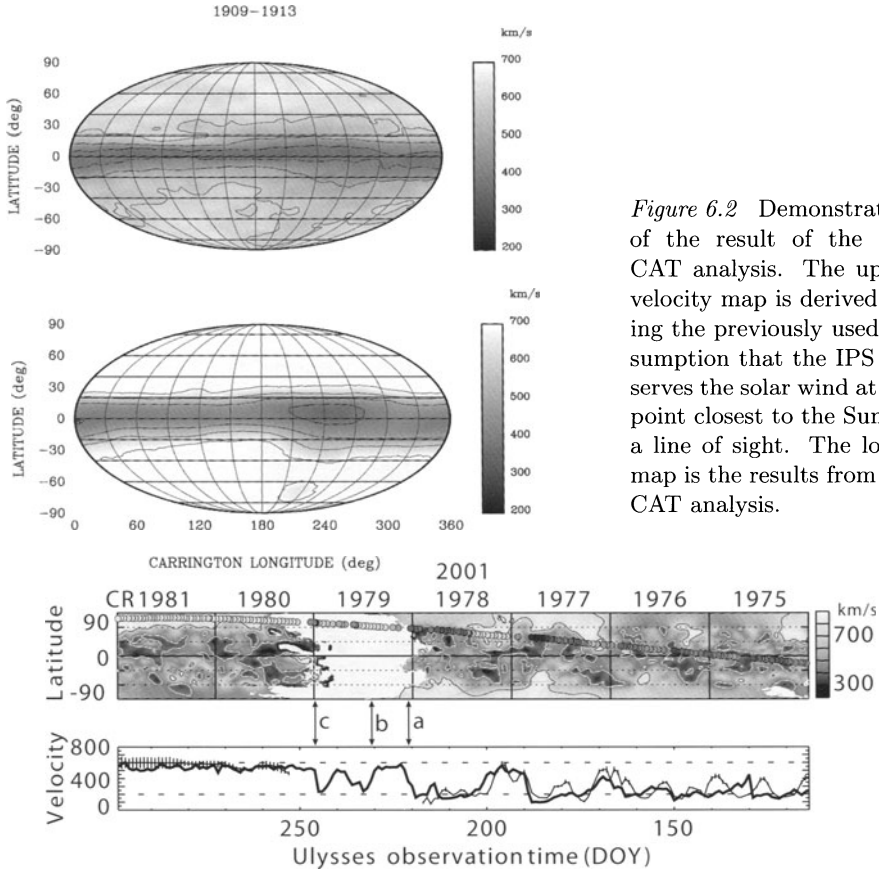 1909-1913
km/s
90
60
30
0
-30
-60
-90
LATITUDE (deg)
700
600
500
400
300
200
km/s
90
60
30
0
-30
-60
-90
LATITUDE (deg)
700
600
500
400
300
200
0 60 120 180 240 300 360
CARRINGTON LONGITUDE (deg)
Figure 6.2 Demonstrat
of the result of the
CAT analysis. The up
velocity map is derived
ing the previously used
sumption that the IPS
serves the solar wind at
point closest to the Sun
a line of sight. The lo
map is the results from
CAT analysis.
2001
CR1981 1980 1979 1978 1977 1976 1975
Latitude
90
0
-90
km/s
700
300
c b a
Velocity
800
400
0
250 200 150
Ulysses observation time (DOY)